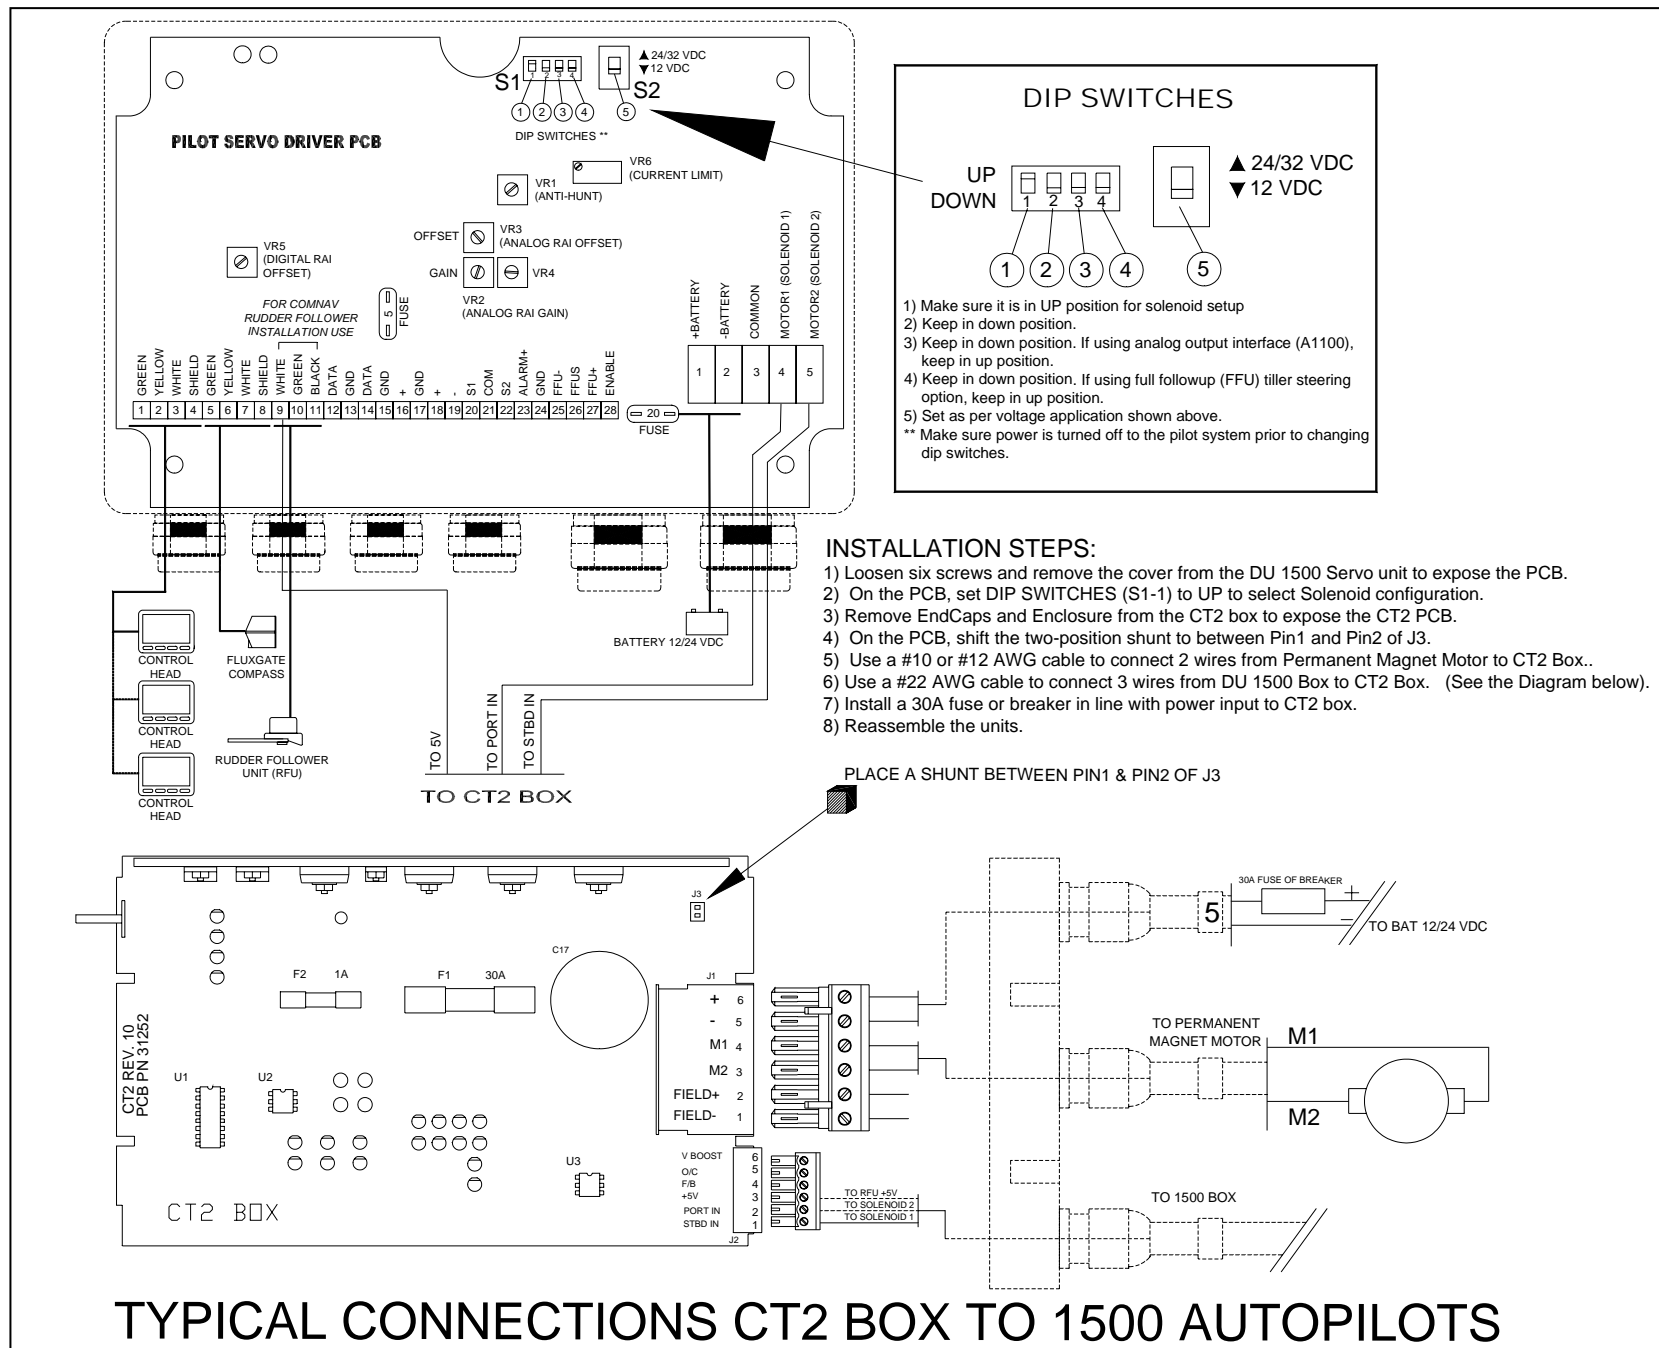 S1
1 2 3 4
▲ 24/32 VDC
▼ 12 VDC
S2
1 2 3 4 5
DIP SWITCHES **
PILOT SERVO DRIVER PCB
VR6
(CURRENT LIMIT)
VR1
(ANTI-HUNT)
OFFSET
VR3
(ANALOG RAI OFFSET)
VR5
(DIGITAL RAI
OFFSET)
GAIN
VR4
VR2
(ANALOG RAI GAIN)
FOR COMNAV
RUDDER FOLLOWER
INSTALLATION USE
5
FUSE
+BATTERY
-BATTERY
COMMON
MOTOR1 (SOLENOID 1)
MOTOR2 (SOLENOID 2)
1 2 3 4 5
GREEN
YELLOW
WHITE
SHIELD
GREEN
YELLOW
WHITE
SHIELD
WHITE
GREEN
BLACK
DATA
GND
DATA
GND
+
GND
+
-
S1
COM
S2
ALARM+
GND
FFU-
FFUS
FFU+
ENABLE
1 2 3 4 5 6 7 8 9 10 11 12 13 14 15 16 17 18 19 20 21 22 23 24 25 26 27 28
20
FUSE
DIP SWITCHES
UP
DOWN
1 2 3 4
▲ 24/32 VDC
▼ 12 VDC
1 2 3 4 5
1) Make sure it is in UP position for solenoid setup
2) Keep in down position.
3) Keep in down position. If using analog output interface (A1100),
keep in up position.
4) Keep in down position. If using full followup (FFU) tiller steering
option, keep in up position.
5) Set as per voltage application shown above.
** Make sure power is turned off to the pilot system prior to changing
dip switches.
CONTROL
HEAD
CONTROL
HEAD
CONTROL
HEAD
FLUXGATE
COMPASS
RUDDER FOLLOWER
UNIT (RFU)
BATTERY 12/24 VDC
TO 5V
TO PORT IN
TO STBD IN
TO CT2 BOX
INSTALLATION STEPS:
1) Loosen six screws and remove the cover from the DU 1500 Servo unit to expose the PCB.
2) On the PCB, set DIP SWITCHES (S1-1) to UP to select Solenoid configuration.
3) Remove EndCaps and Enclosure from the CT2 box to expose the CT2 PCB.
4) On the PCB, shift the two-position shunt to between Pin1 and Pin2 of J3.
5) Use a #10 or #12 AWG cable to connect 2 wires from Permanent Magnet Motor to CT2 Box..
6) Use a #22 AWG cable to connect 3 wires from DU 1500 Box to CT2 Box. (See the Diagram below).
7) Install a 30A fuse or breaker in line with power input to CT2 box.
8) Reassemble the units.
PLACE A SHUNT BETWEEN PIN1 & PIN2 OF J3
J3
C17
F2 1A
F1 30A
CT2 REV. 10
PCB PN 31252
U1
U2
U3
CT2 BOX
J1
+ 6
- 5
M1 4
M2 3
FIELD+ 2
FIELD- 1
V BOOST 6
O/C 5
F/B 4
+5V 3
PORT IN 2
STBD IN 1
J2
TO RFU +5V
TO SOLENOID 2
TO SOLENOID 1
5
30A FUSE OF BREAKER
+
-
TO BAT 12/24 VDC
TO PERMANENT
MAGNET MOTOR
M1
M2
TO 1500 BOX
TYPICAL CONNECTIONS CT2 BOX TO 1500 AUTOPILOTS